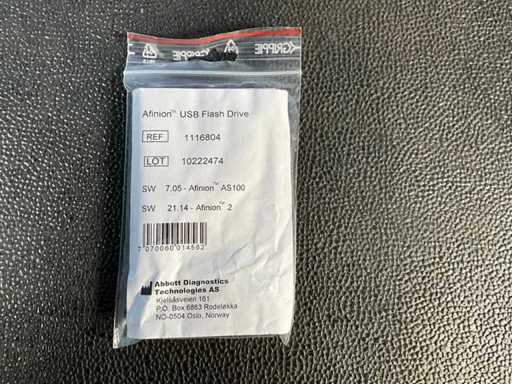 GRIPPIE
Afinion™ USB Flash Drive
REF 1116804
LOT 10222474
SW 7.05 - Afinion™ AS100
SW 21.14 - Afinion™ 2
7 070060 014562
Abbott Diagnostics
Technologies AS
Kjelsåsveien 161
P.O. Box 6863 Rodeløkka
NO-0504 Oslo, Norway